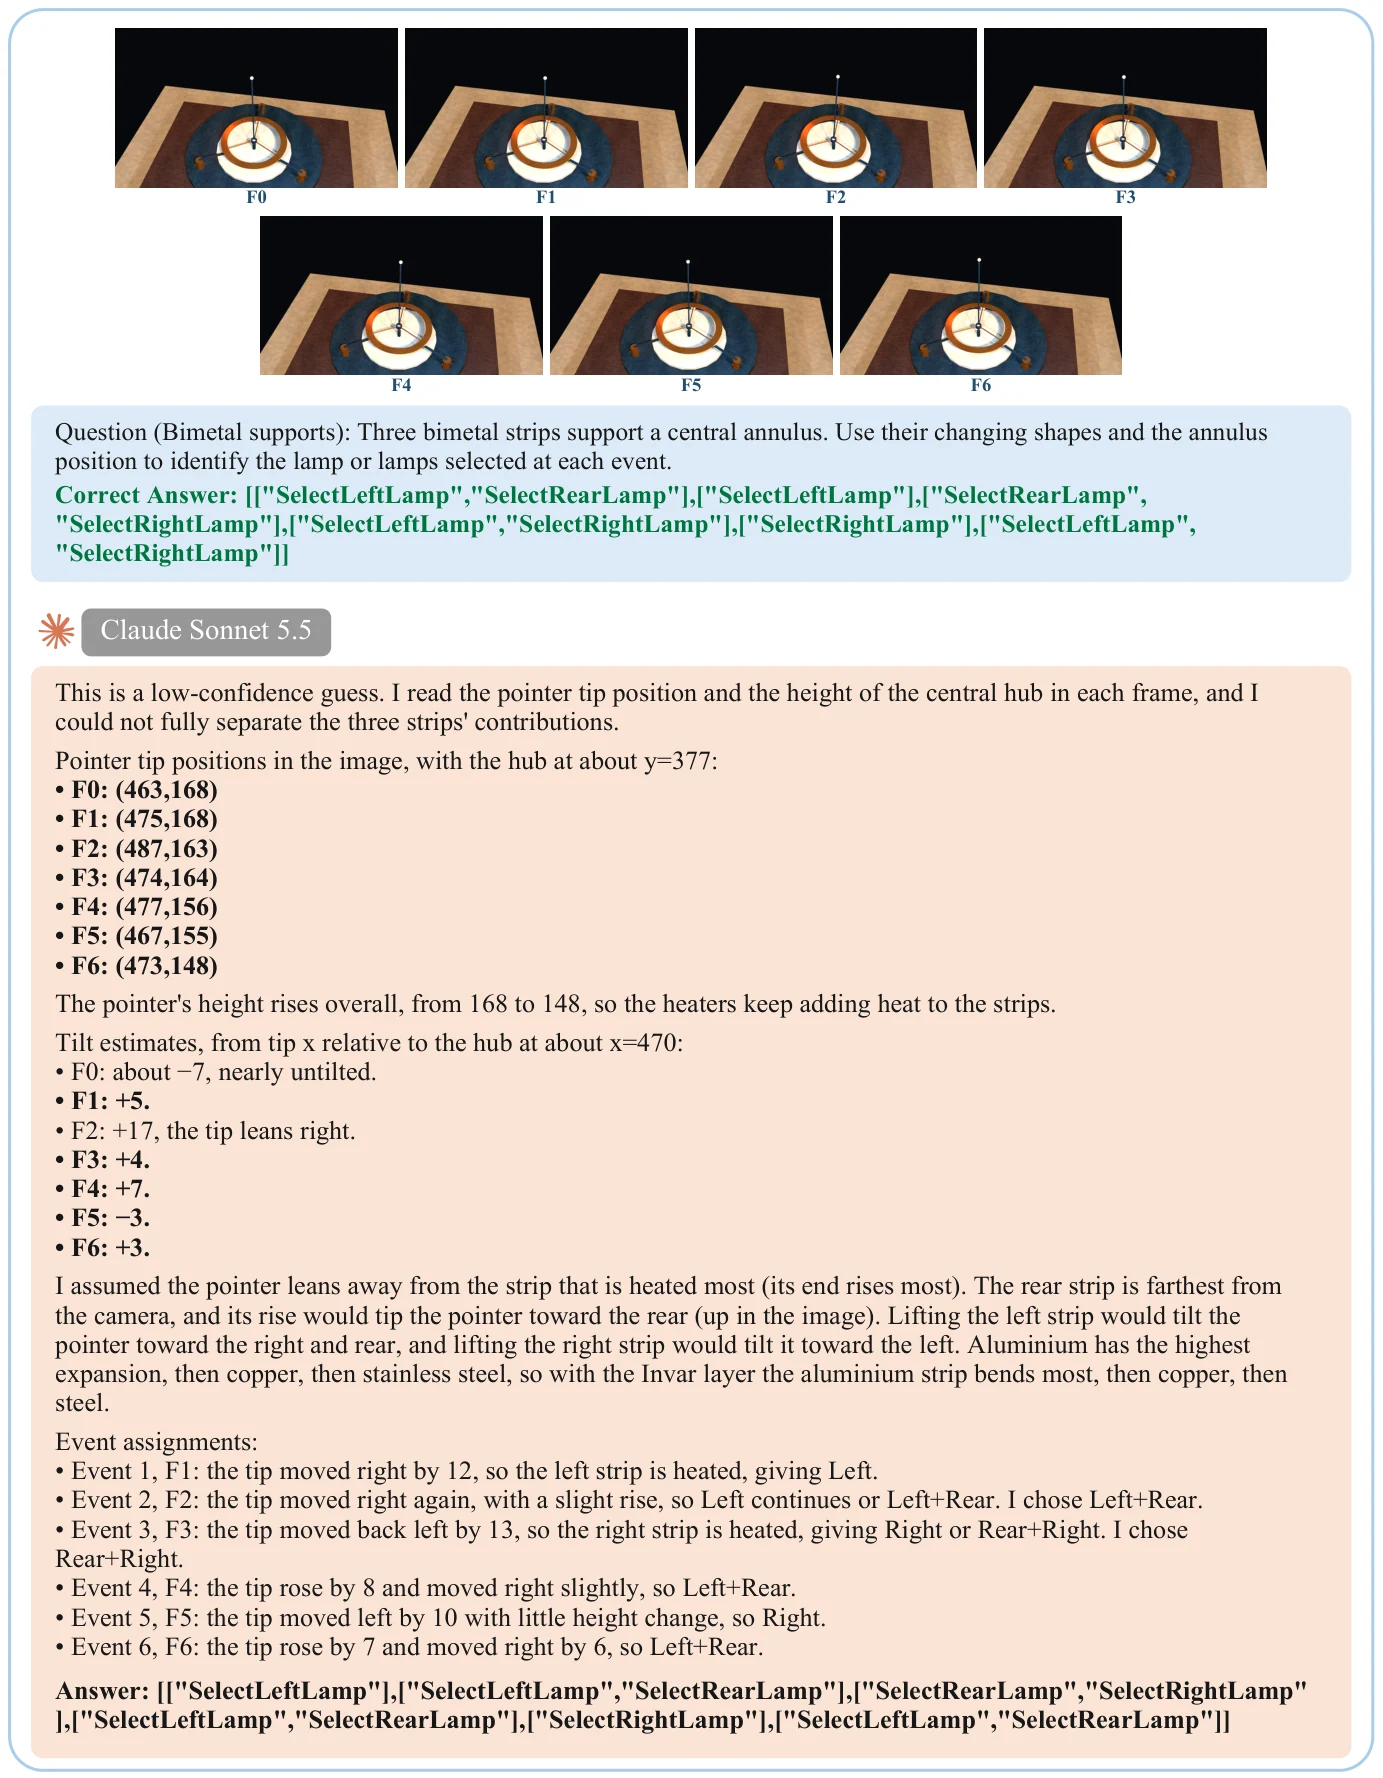 F0
F1
F2
F3
F4
F5
F6
Question (Bimetal supports): Three bimetal strips support a central annulus. Use their changing shapes and the annulus
position to identify the lamp or lamps selected at each event.
Correct Answer: [["SelectLeftLamp","SelectRearLamp"],["SelectLeftLamp"],["SelectRearLamp",
"SelectRightLamp"],["SelectLeftLamp","SelectRightLamp"],["SelectRightLamp"],["SelectLeftLamp",
"SelectRightLamp"]]
Claude Sonnet 5.5
This is a low-confidence guess. I read the pointer tip position and the height of the central hub in each frame, and I
could not fully separate the three strips' contributions.
Pointer tip positions in the image, with the hub at about y=377:
• F0: (463,168)
• F1: (475,168)
• F2: (487,163)
• F3: (474,164)
• F4: (477,156)
• F5: (467,155)
• F6: (473,148)
The pointer's height rises overall, from 168 to 148, so the heaters keep adding heat to the strips.
Tilt estimates, from tip x relative to the hub at about x=470:
• F0: about −7, nearly untilted.
• F1: +5.
• F2: +17, the tip leans right.
• F3: +4.
• F4: +7.
• F5: −3.
• F6: +3.
I assumed the pointer leans away from the strip that is heated most (its end rises most). The rear strip is farthest from
the camera, and its rise would tip the pointer toward the rear (up in the image). Lifting the left strip would tilt the
pointer toward the right and rear, and lifting the right strip would tilt it toward the left. Aluminium has the highest
expansion, then copper, then stainless steel, so with the Invar layer the aluminium strip bends most, then copper, then
steel.
Event assignments:
• Event 1, F1: the tip moved right by 12, so the left strip is heated, giving Left.
• Event 2, F2: the tip moved right again, with a slight rise, so Left continues or Left+Rear. I chose Left+Rear.
• Event 3, F3: the tip moved back left by 13, so the right strip is heated, giving Right or Rear+Right. I chose
Rear+Right.
• Event 4, F4: the tip rose by 8 and moved right slightly, so Left+Rear.
• Event 5, F5: the tip moved left by 10 with little height change, so Right.
• Event 6, F6: the tip rose by 7 and moved right by 6, so Left+Rear.
Answer: [["SelectLeftLamp"],["SelectLeftLamp","SelectRearLamp"],["SelectRearLamp","SelectRightLamp"
],["SelectLeftLamp","SelectRearLamp"],["SelectRightLamp"],["SelectLeftLamp","SelectRearLamp"]]